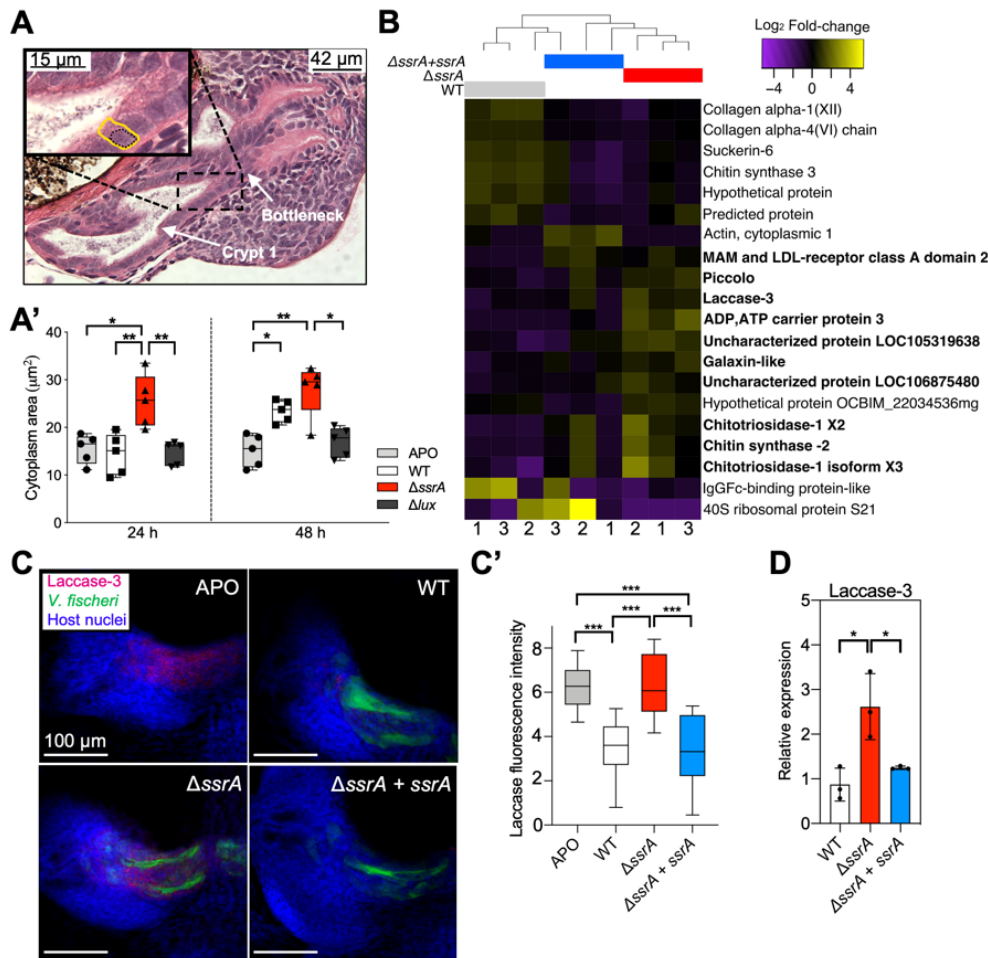 A
15 µm
42 µm
Bottleneck
Crypt 1
A'
Cytoplasm area (µm²)
40
30
20
10
0
*
**
**
**
*
*
24 h
48 h
APO
WT
ΔssrA
Δlux
B
Log₂ Fold-change
−4
0
4
ΔssrA+ssrA
ΔssrA
WT
Collagen alpha-1(XII)
Collagen alpha-4(VI) chain
Suckerin-6
Chitin synthase 3
Hypothetical protein
Predicted protein
Actin, cytoplasmic 1
MAM and LDL-receptor class A domain 2
Piccolo
Laccase-3
ADP,ATP carrier protein 3
Uncharacterized protein LOC105319638
Galaxin-like
Uncharacterized protein LOC106875480
Hypothetical protein OCBIM_22034536mg
Chitotriosidase-1 X2
Chitin synthase -2
Chitotriosidase-1 isoform X3
IgGFc-binding protein-like
40S ribosomal protein S21
1 3 2 3 2 1 2 1 3
C
Laccase-3
V. fischeri
Host nuclei
APO
WT
100 µm
ΔssrA
ΔssrA + ssrA
C'
Laccase fluorescence intensity
8
6
4
2
0
***
***
***
***
APO
WT
ΔssrA
ΔssrA + ssrA
D
Laccase-3
Relative expression
5
4
3
2
1
0
*
*
WT
ΔssrA
ΔssrA + ssrA